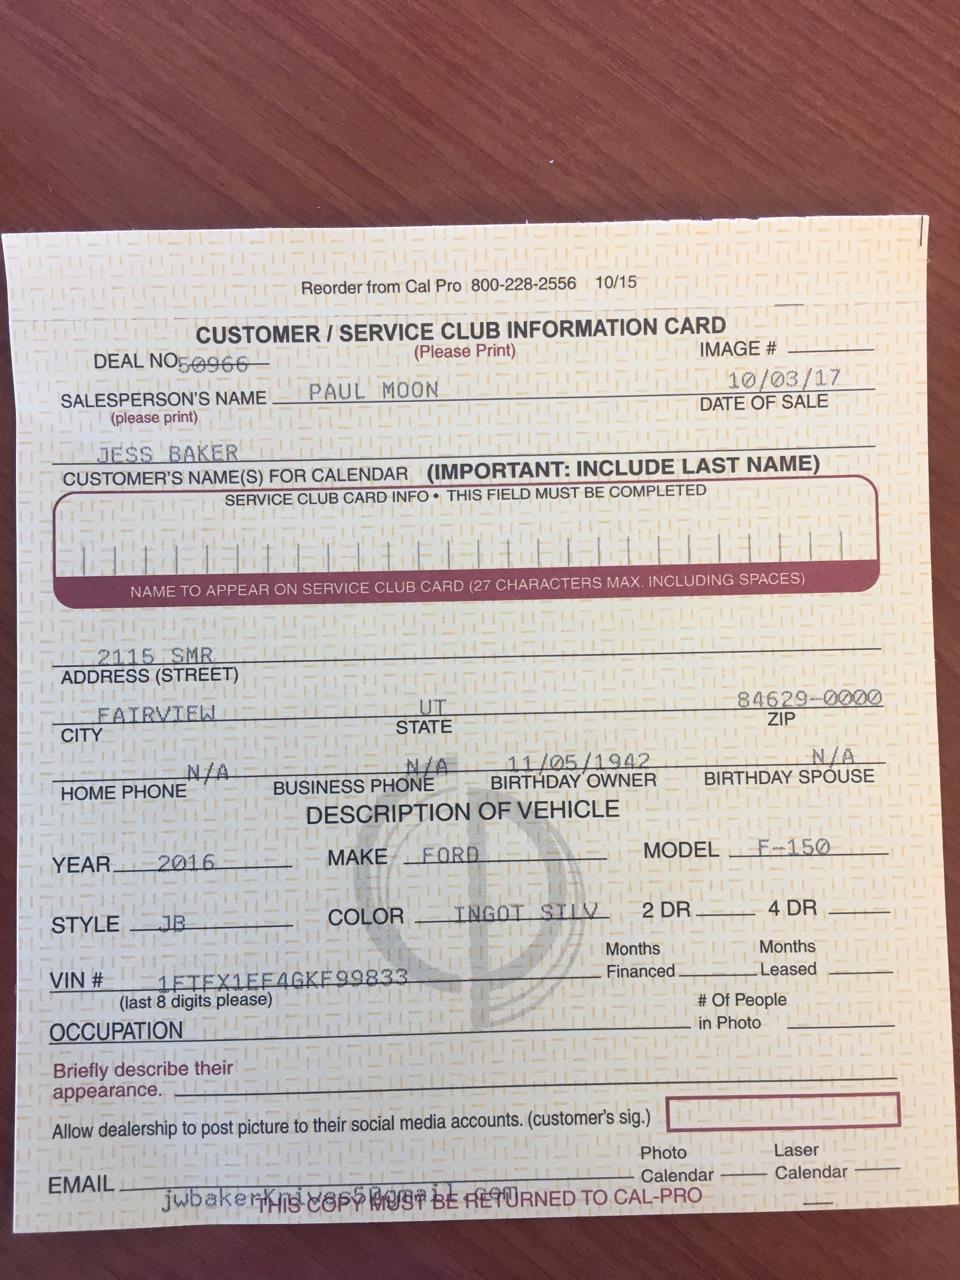 Reorder from Cal Pro 800-228-2556 10/15
CUSTOMER / SERVICE CLUB INFORMATION CARD
(Please Print)
DEAL NO. 50966 IMAGE #
SALESPERSON'S NAME PAUL MOON 10/03/17
(please print) DATE OF SALE
JESS BAKER
CUSTOMER'S NAME(S) FOR CALENDAR (IMPORTANT: INCLUDE LAST NAME)
SERVICE CLUB CARD INFO • THIS FIELD MUST BE COMPLETED
NAME TO APPEAR ON SERVICE CLUB CARD (27 CHARACTERS MAX. INCLUDING SPACES)
2115 SMR
ADDRESS (STREET)
FAIRVIEW UT 84629-0000
CITY STATE ZIP
N/A N/A 11/05/1942 N/A
HOME PHONE BUSINESS PHONE BIRTHDAY OWNER BIRTHDAY SPOUSE
DESCRIPTION OF VEHICLE
YEAR 2016 MAKE FORD MODEL F-150
STYLE JB COLOR INGOT SILV 2 DR 4 DR
Months Months
VIN # 1FTFX1EF4GKF99833 Financed Leased
(last 8 digits please) # Of People
OCCUPATION in Photo
Briefly describe their
appearance.
Allow dealership to post picture to their social media accounts. (customer's sig.)
Photo Laser
EMAIL Calendar Calendar
jwbakerknives5@gmail.com
THIS COPY MUST BE RETURNED TO CAL-PRO